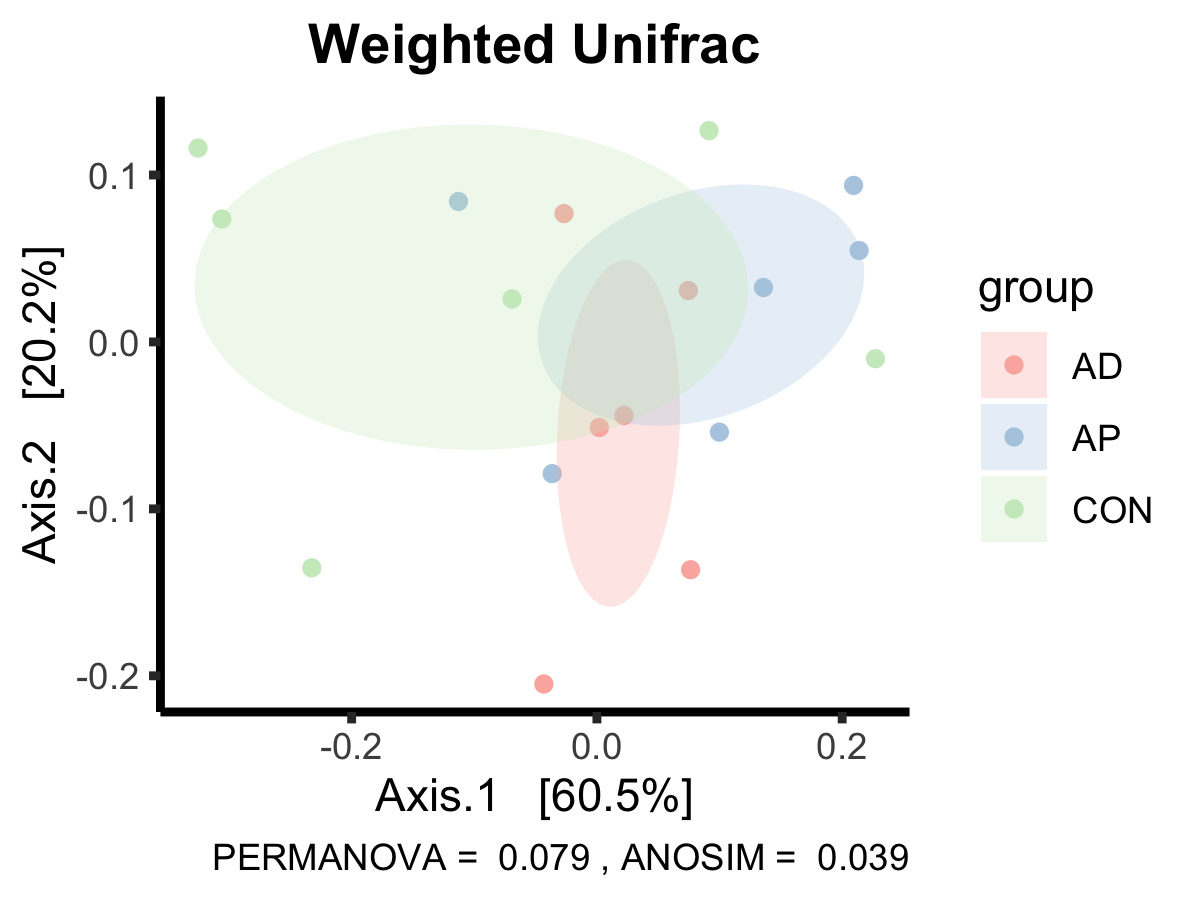 Weighted Unifrac
0.1
0.0
-0.1
-0.2
Axis.2 [20.2%]
-0.2 0.0 0.2
Axis.1 [60.5%]
PERMANOVA = 0.079 , ANOSIM = 0.039
group
AD
AP
CON